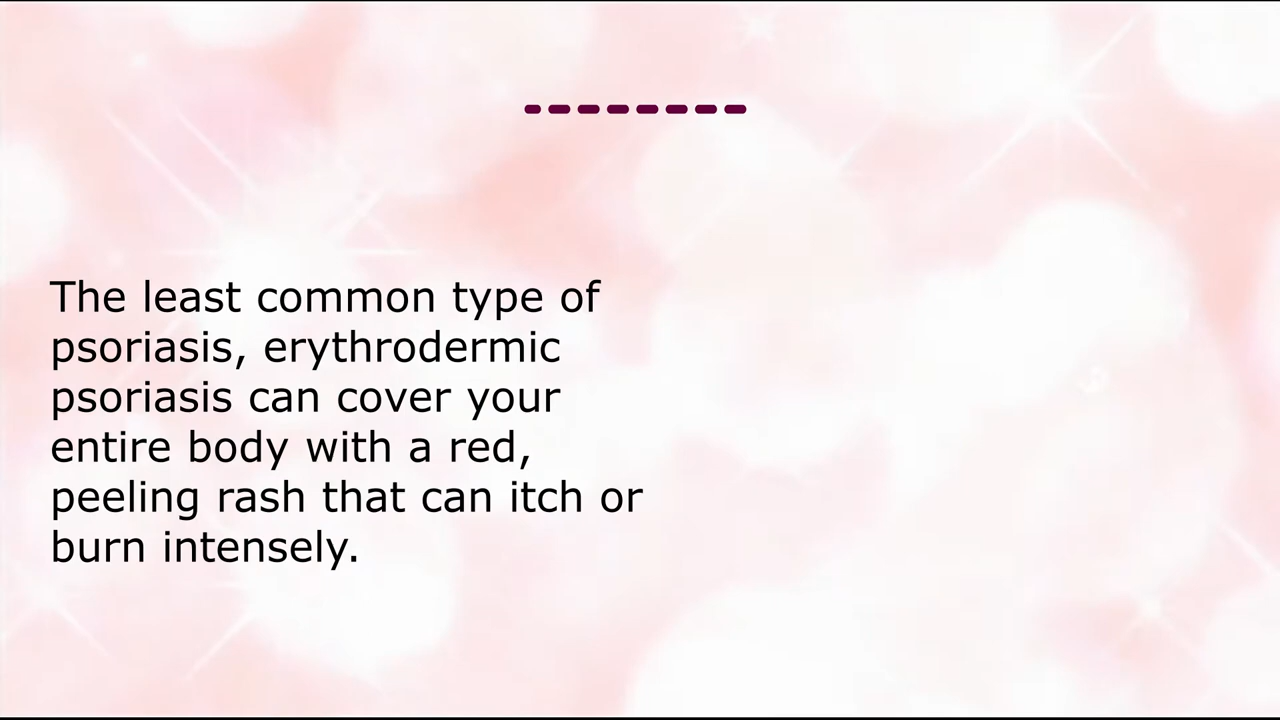 --------
The least common type of
psoriasis, erythrodermic
psoriasis can cover your
entire body with a red,
peeling rash that can itch or
burn intensely.